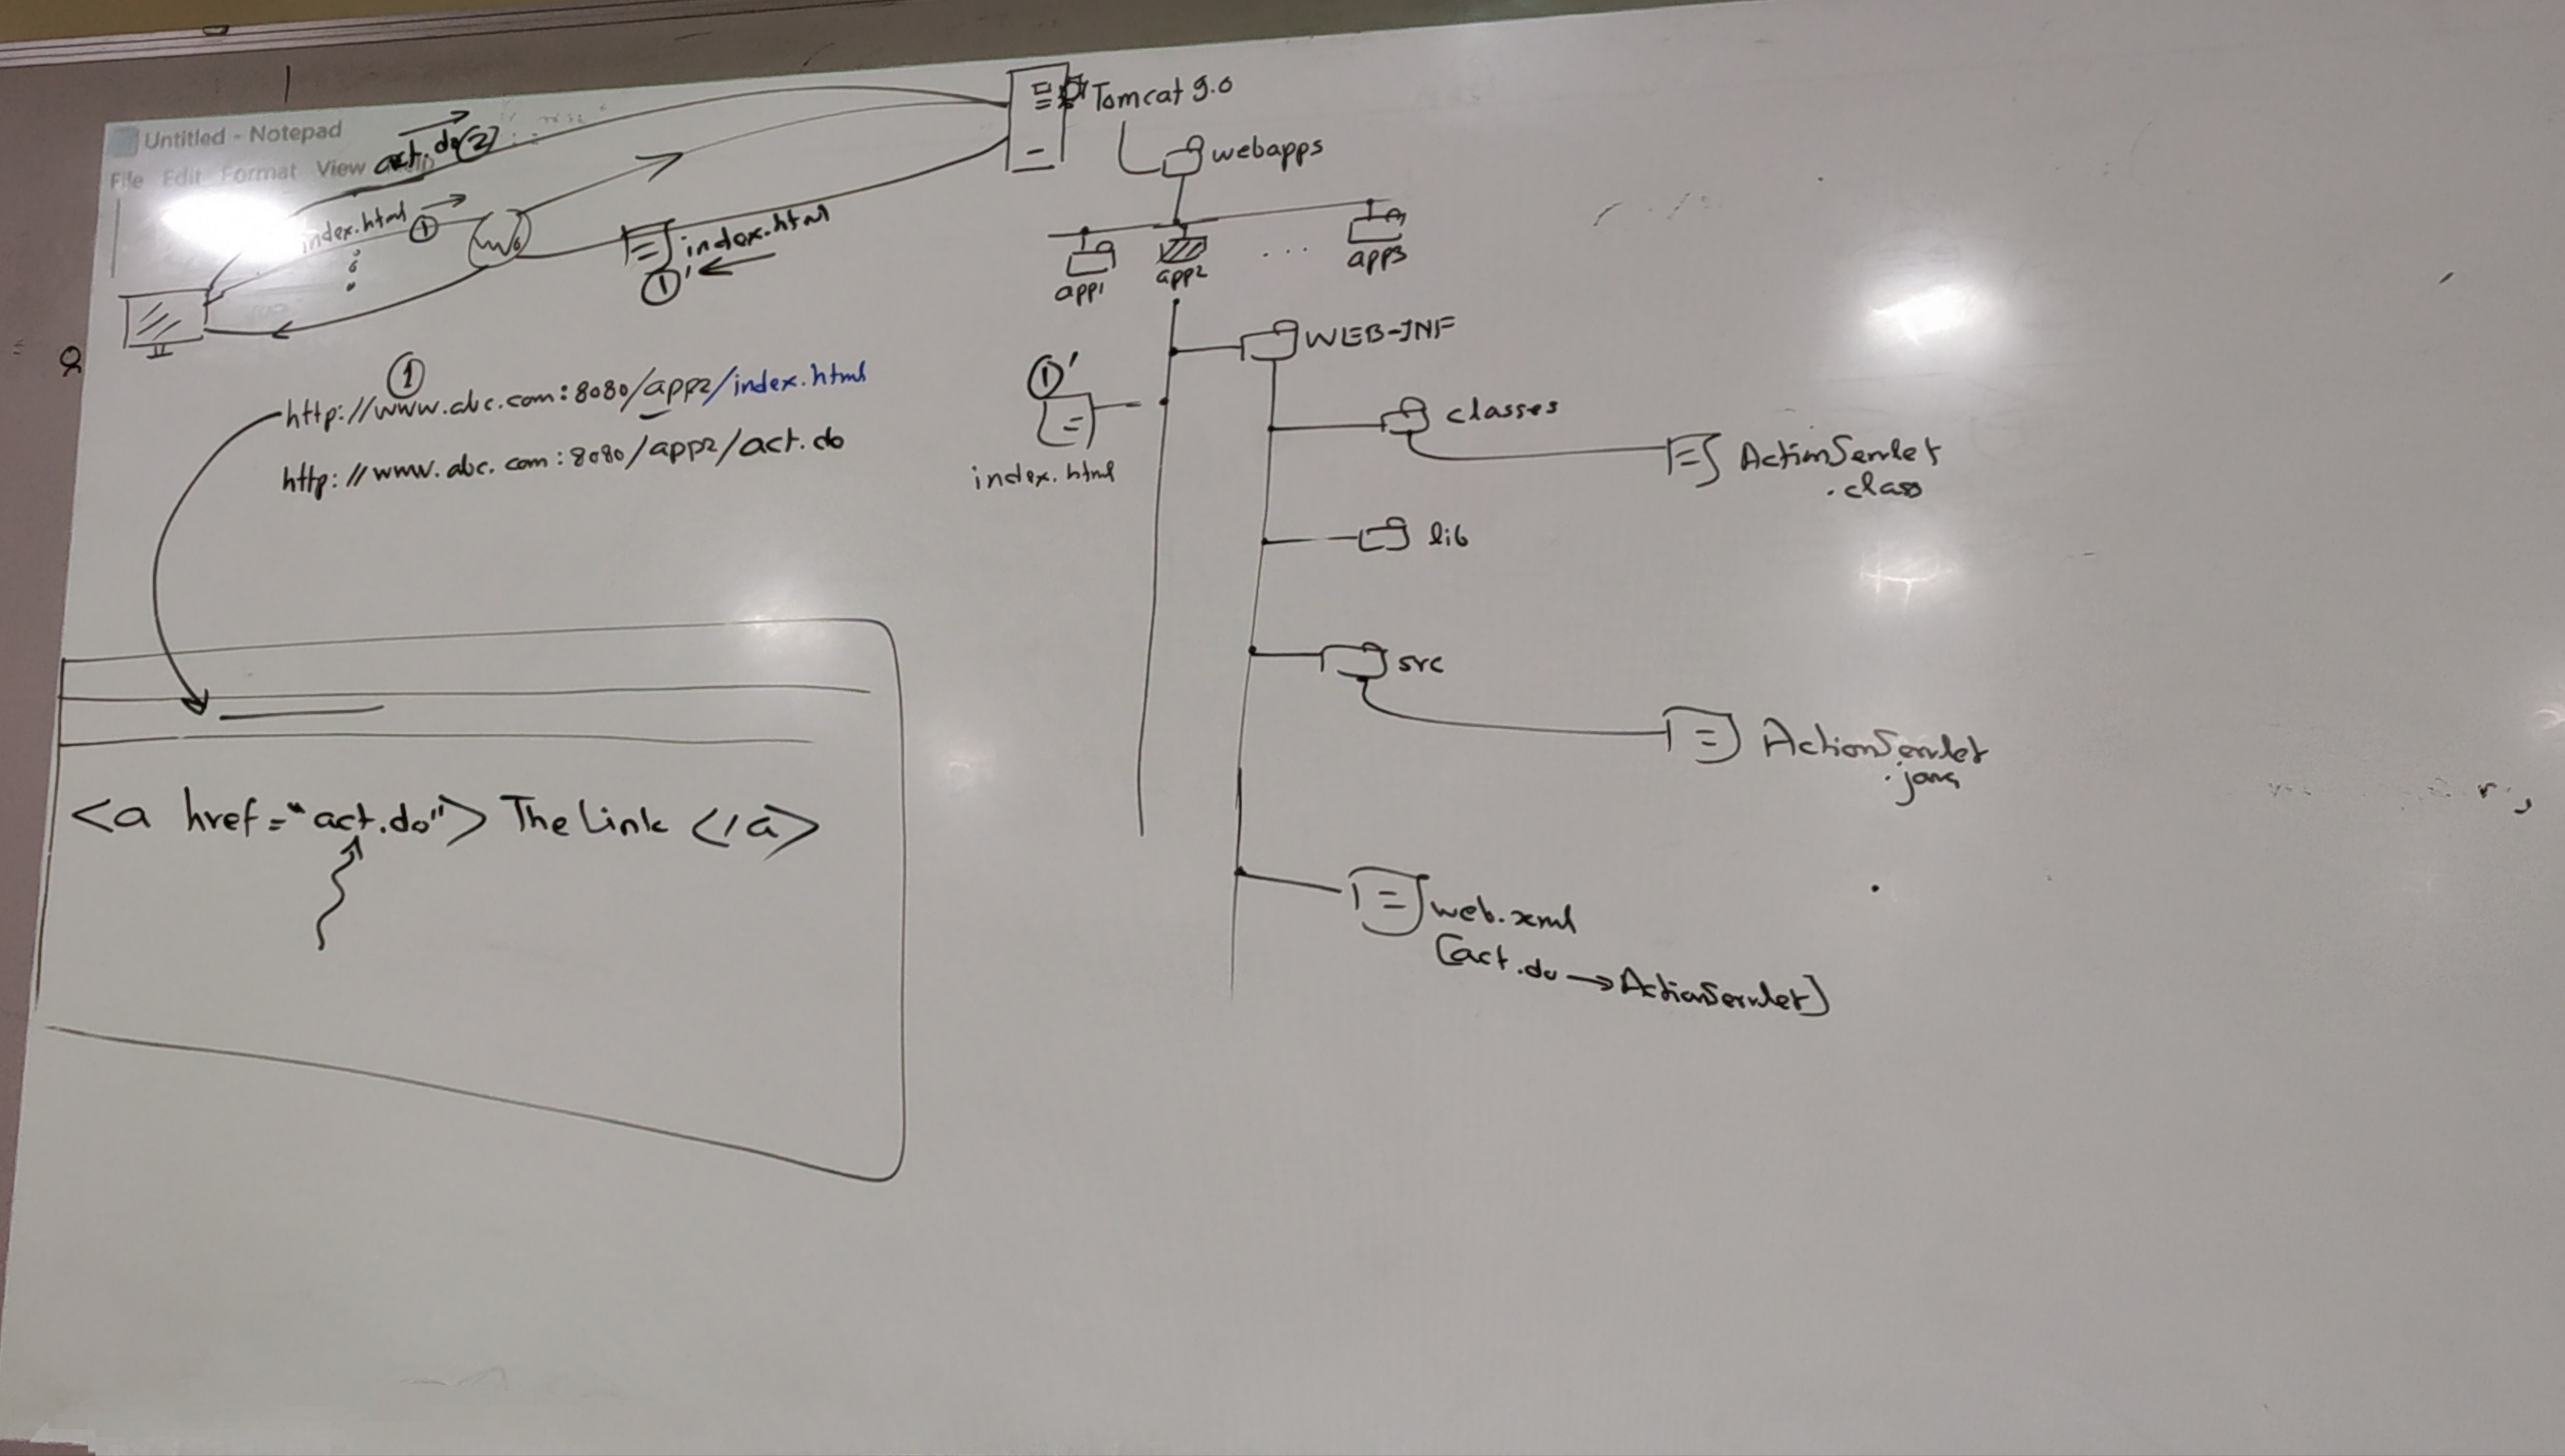 Untitled - Notepad
File Edit Format View Help
act.do (2)
index.html 1
index.html
1'
Tomcat 9.0
webapps
app1 app2 ... app3
WEB-INF
1'
index.html
classes
ActionServlet
.class
lib
src
ActionServlet
.java
web.xml
[act.do → ActionServlet]
1
http://www.abc.com:8080/app2/index.html
http://www.abc.com:8080/app2/act.do
<a href="act.do"> The Link </a>